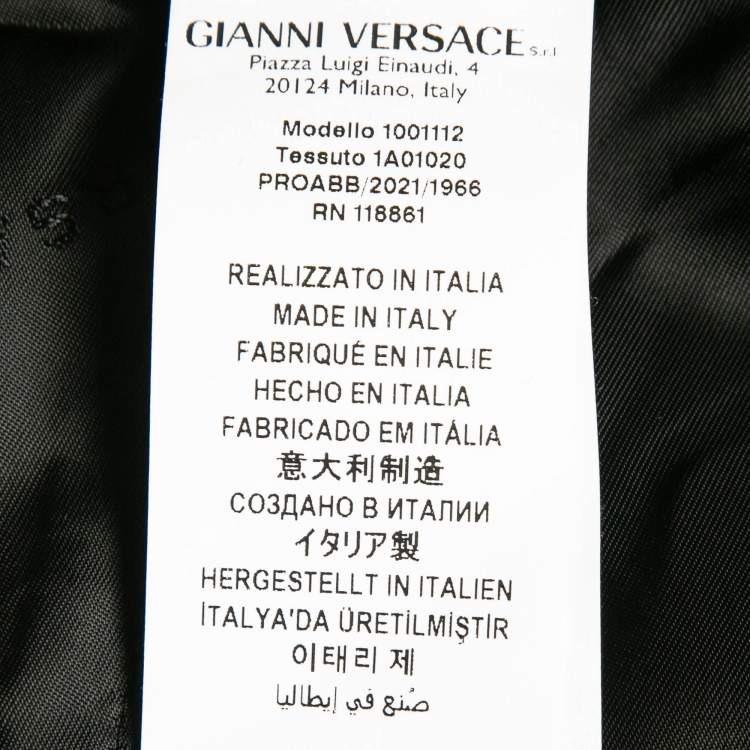 GIANNI VERSACE S.r.l
Piazza Luigi Einaudi, 4
20124 Milano, Italy
Modello 1001112
Tessuto 1A01020
PROABB/2021/1966
RN 118861
REALIZZATO IN ITALIA
MADE IN ITALY
FABRIQUÉ EN ITALIE
HECHO EN ITALIA
FABRICADO EM ITÁLIA
意大利制造
СОЗДАНО В ИТАЛИИ
イタリア製
HERGESTELLT IN ITALIEN
İTALYA'DA ÜRETİLMİŞTİR
이태리 제
صُنع في إيطاليا